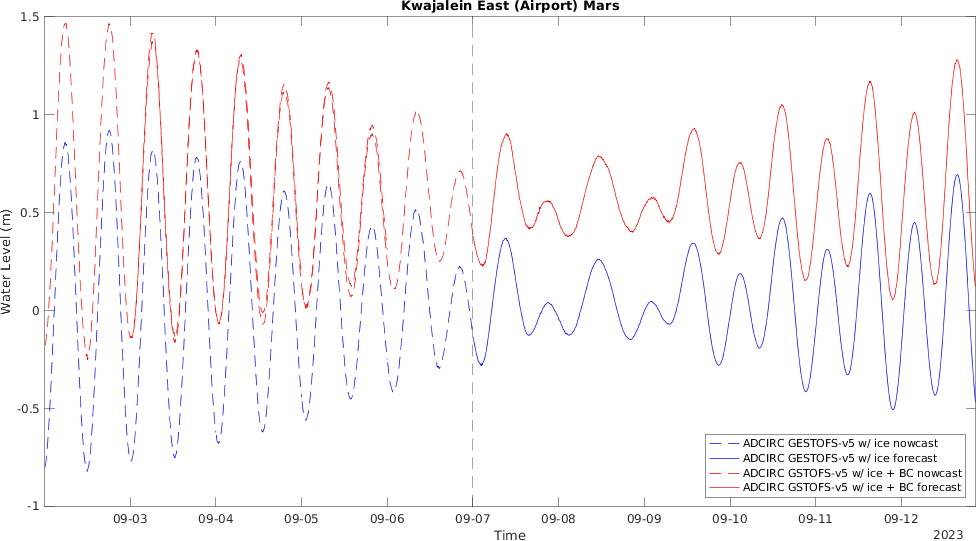 Kwajalein East (Airport) Mars
1.5
1
0.5
0
-0.5
-1
Water Level (m)
ADCIRC GESTOFS-v5 w/ ice nowcast
ADCIRC GESTOFS-v5 w/ ice forecast
ADCIRC GSTOFS-v5 w/ ice + BC nowcast
ADCIRC GSTOFS-v5 w/ ice + BC forecast
09-03 09-04 09-05 09-06 09-07 09-08 09-09 09-10 09-11 09-12
Time
2023